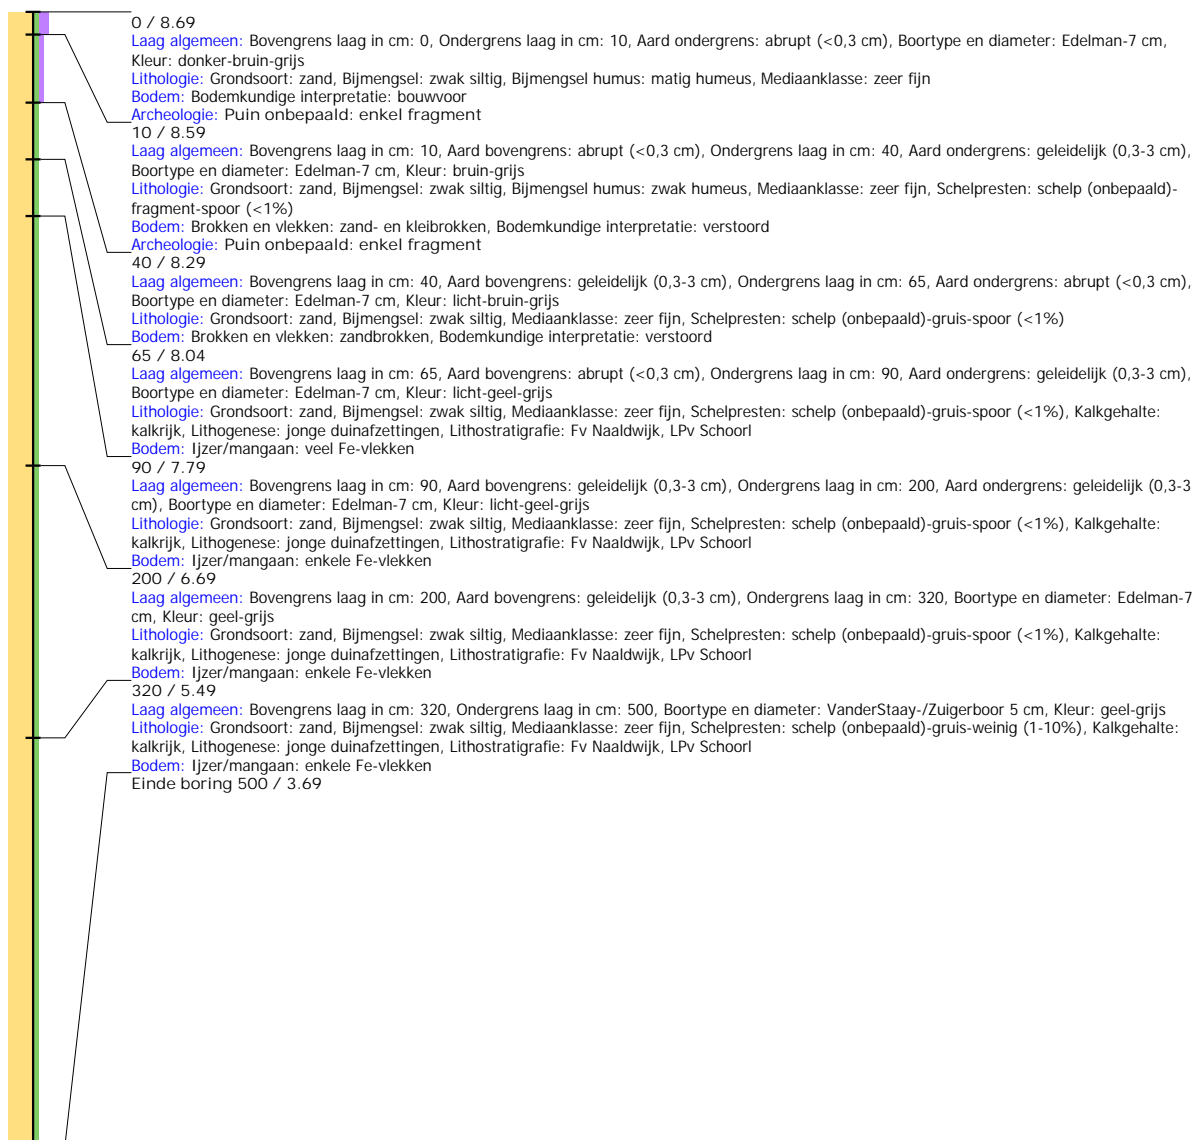 0 / 8.69
Laag algemeen: Bovengrens laag in cm: 0, Ondergrens laag in cm: 10, Aard ondergrens: abrupt (<0,3 cm), Boortype en diameter: Edelman-7 cm,
Kleur: donker-bruin-grijs
Lithologie: Grondsoort: zand, Bijmengsel: zwak siltig, Bijmengsel humus: matig humeus, Mediaanklasse: zeer fijn
Bodem: Bodemkundige interpretatie: bouwvoor
Archeologie: Puin onbepaald: enkel fragment
10 / 8.59
Laag algemeen: Bovengrens laag in cm: 10, Aard bovengrens: abrupt (<0,3 cm), Ondergrens laag in cm: 40, Aard ondergrens: geleidelijk (0,3-3 cm),
Boortype en diameter: Edelman-7 cm, Kleur: bruin-grijs
Lithologie: Grondsoort: zand, Bijmengsel: zwak siltig, Bijmengsel humus: zwak humeus, Mediaanklasse: zeer fijn, Schelpresten: schelp (onbepaald)-
fragment-spoor (<1%)
Bodem: Brokken en vlekken: zand- en kleibrokken, Bodemkundige interpretatie: verstoord
Archeologie: Puin onbepaald: enkel fragment
40 / 8.29
Laag algemeen: Bovengrens laag in cm: 40, Aard bovengrens: geleidelijk (0,3-3 cm), Ondergrens laag in cm: 65, Aard ondergrens: abrupt (<0,3 cm),
Boortype en diameter: Edelman-7 cm, Kleur: licht-bruin-grijs
Lithologie: Grondsoort: zand, Bijmengsel: zwak siltig, Mediaanklasse: zeer fijn, Schelpresten: schelp (onbepaald)-gruis-spoor (<1%)
Bodem: Brokken en vlekken: zandbrokken, Bodemkundige interpretatie: verstoord
65 / 8.04
Laag algemeen: Bovengrens laag in cm: 65, Aard bovengrens: abrupt (<0,3 cm), Ondergrens laag in cm: 90, Aard ondergrens: geleidelijk (0,3-3 cm),
Boortype en diameter: Edelman-7 cm, Kleur: licht-geel-grijs
Lithologie: Grondsoort: zand, Bijmengsel: zwak siltig, Mediaanklasse: zeer fijn, Schelpresten: schelp (onbepaald)-gruis-spoor (<1%), Kalkgehalte:
kalkrijk, Lithogenese: jonge duinafzettingen, Lithostratigrafie: Fv Naaldwijk, LPv Schoorl
Bodem: Ijzer/mangaan: veel Fe-vlekken
90 / 7.79
Laag algemeen: Bovengrens laag in cm: 90, Aard bovengrens: geleidelijk (0,3-3 cm), Ondergrens laag in cm: 200, Aard ondergrens: geleidelijk (0,3-3
cm), Boortype en diameter: Edelman-7 cm, Kleur: licht-geel-grijs
Lithologie: Grondsoort: zand, Bijmengsel: zwak siltig, Mediaanklasse: zeer fijn, Schelpresten: schelp (onbepaald)-gruis-spoor (<1%), Kalkgehalte:
kalkrijk, Lithogenese: jonge duinafzettingen, Lithostratigrafie: Fv Naaldwijk, LPv Schoorl
Bodem: Ijzer/mangaan: enkele Fe-vlekken
200 / 6.69
Laag algemeen: Bovengrens laag in cm: 200, Aard bovengrens: geleidelijk (0,3-3 cm), Ondergrens laag in cm: 320, Boortype en diameter: Edelman-7
cm, Kleur: geel-grijs
Lithologie: Grondsoort: zand, Bijmengsel: zwak siltig, Mediaanklasse: zeer fijn, Schelpresten: schelp (onbepaald)-gruis-spoor (<1%), Kalkgehalte:
kalkrijk, Lithogenese: jonge duinafzettingen, Lithostratigrafie: Fv Naaldwijk, LPv Schoorl
Bodem: Ijzer/mangaan: enkele Fe-vlekken
320 / 5.49
Laag algemeen: Bovengrens laag in cm: 320, Ondergrens laag in cm: 500, Boortype en diameter: VanderStaay-/Zuigerboor 5 cm, Kleur: geel-grijs
Lithologie: Grondsoort: zand, Bijmengsel: zwak siltig, Mediaanklasse: zeer fijn, Schelpresten: schelp (onbepaald)-gruis-weinig (1-10%), Kalkgehalte:
kalkrijk, Lithogenese: jonge duinafzettingen, Lithostratigrafie: Fv Naaldwijk, LPv Schoorl
Bodem: Ijzer/mangaan: enkele Fe-vlekken
Einde boring 500 / 3.69